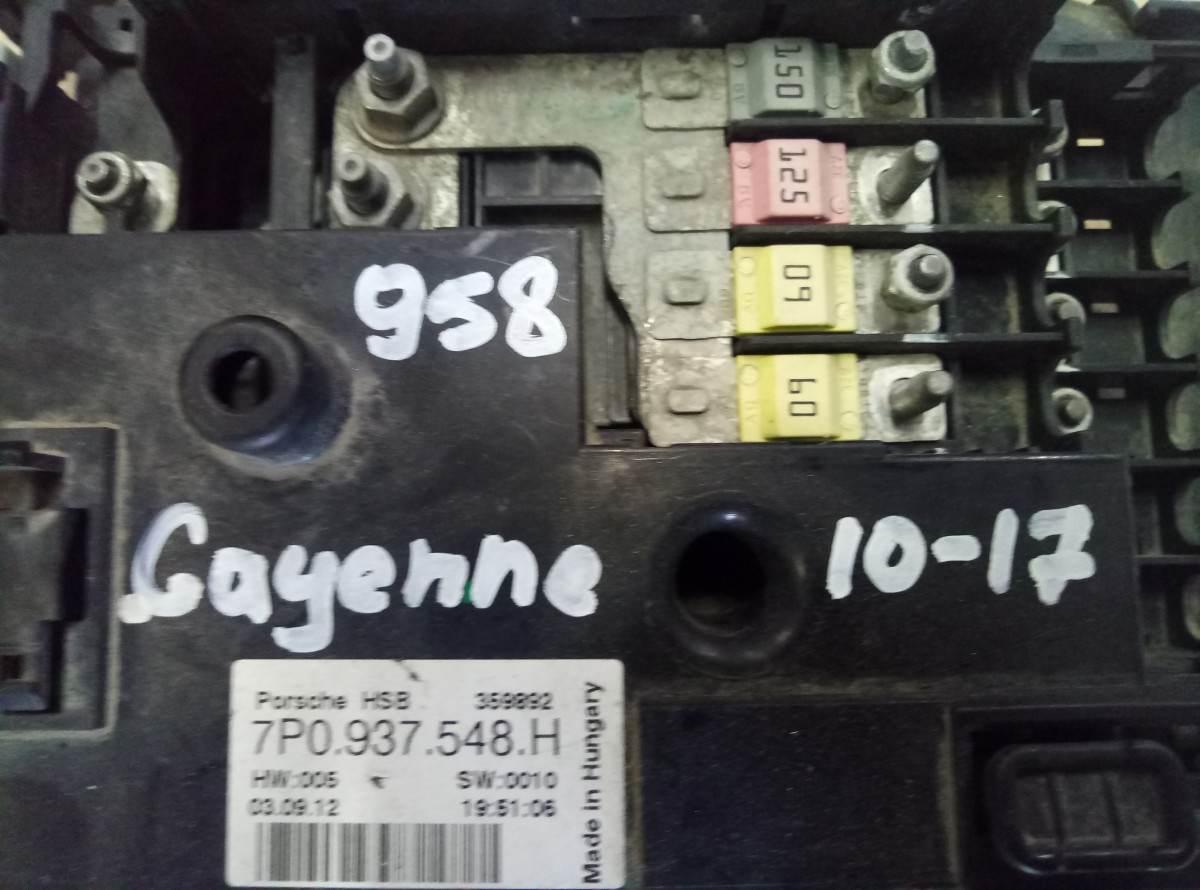 150
125
60
60
958
Cayenne
10-17
Porsche HSB 359892
7P0.937.548.H
HW:005 SW:0010
03.09.12 19:51:06
Made in Hungary